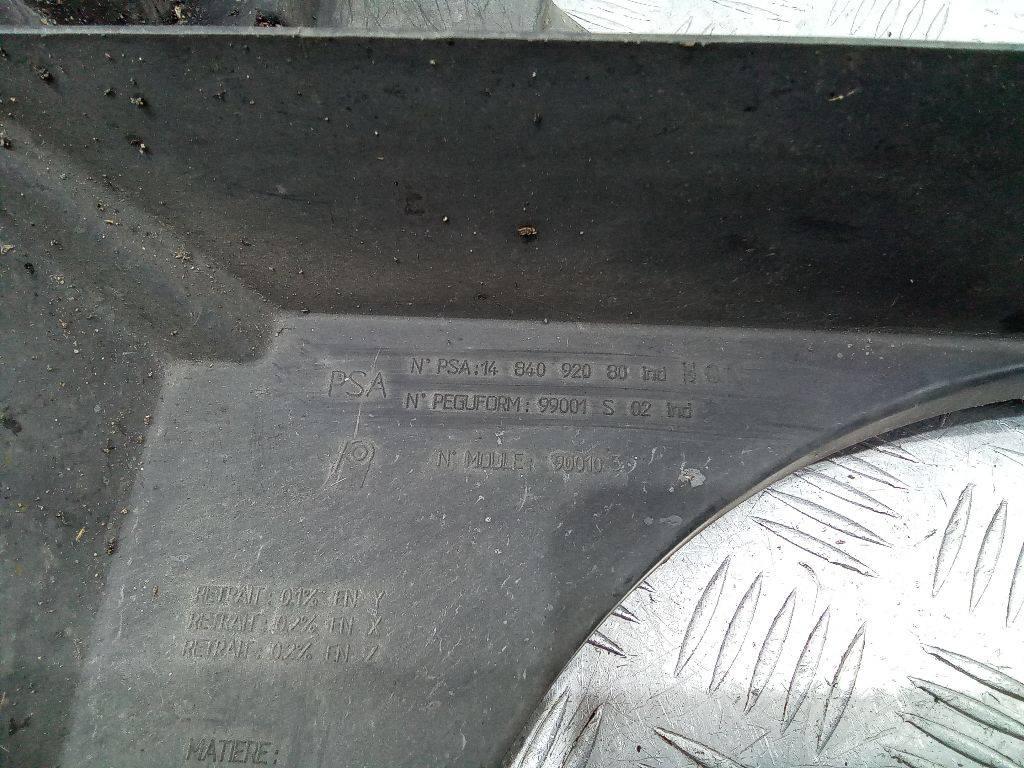 N° PSA:14 840 920 80 Ind
PSA
N° PEGUFORM: 99001 S 02 Ind
N° MOULE: 90010
RETRAIT: 0.1% EN Y
RETRAIT: 0.2% EN X
RETRAIT: 0.2% EN Z
MATIERE: